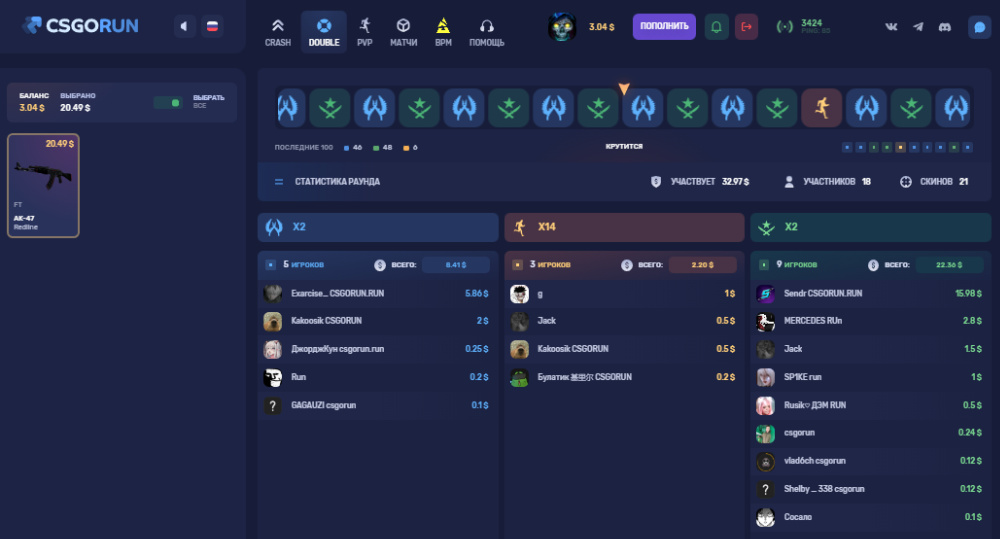 CSGORUN
CRASH
DOUBLE
PVP
МАТЧИ
BPM
ПОМОЩЬ
3.04 $
ПОПОЛНИТЬ
3424
PING: 85
БАЛАНС
3.04 $
ВЫБРАНО
20.49 $
ВЫБРАТЬ
ВСЕ
20.49 $
FT
AK-47
Redline
ПОСЛЕДНИЕ 100
46
48
6
КРУТИТСЯ
СТАТИСТИКА РАУНДА
УЧАСТВУЕТ 32.97 $
УЧАСТНИКОВ 18
СКИНОВ 21
X2
5 ИГРОКОВ
ВСЕГО: 8.41 $
Exarcise_ CSGORUN.RUN 5.86 $
Kakoosik CSGORUN 2 $
ДжорджКун csgorun.run 0.25 $
Run 0.2 $
GAGAUZI csgorun 0.1 $
X14
3 ИГРОКОВ
ВСЕГО: 2.20 $
g 1 $
Jack 0.5 $
Kakoosik CSGORUN 0.5 $
Булатик CSGORUN 0.2 $
X2
9 ИГРОКОВ
ВСЕГО: 22.36 $
Sendr CSGORUN.RUN 15.98 $
MERCEDES RUn 2.8 $
Jack 1.5 $
SP1KE run 1 $
Rusik♡ ДЭМ RUN 0.5 $
csgorun 0.24 $
vlad6ch csgorun 0.12 $
Shelby _ 338 csgorun 0.12 $
Сосало 0.1 $